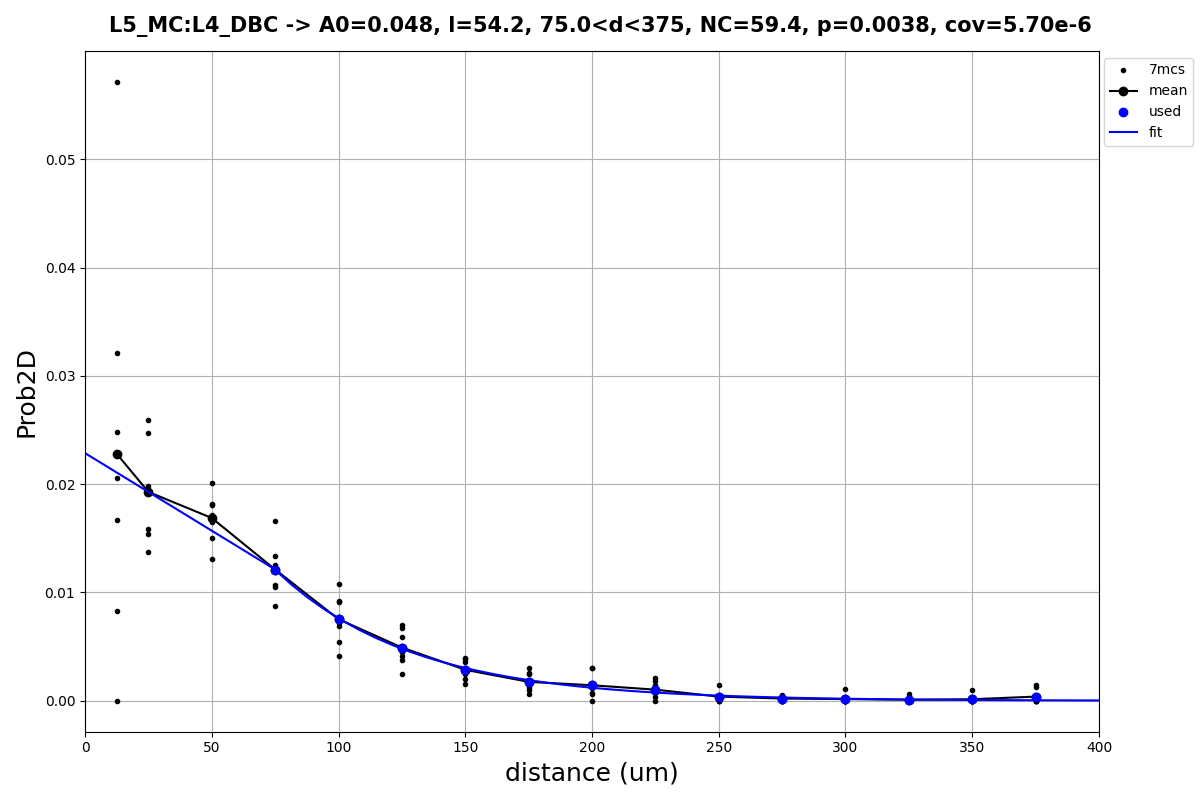 L5_MC:L4_DBC -> A0=0.048, l=54.2, 75.0<d<375, NC=59.4, p=0.0038, cov=5.70e-6
7mcs
mean
used
fit
0.05
0.04
0.03
0.02
0.01
0.00
Prob2D
0 50 100 150 200 250 300 350 400
distance (um)